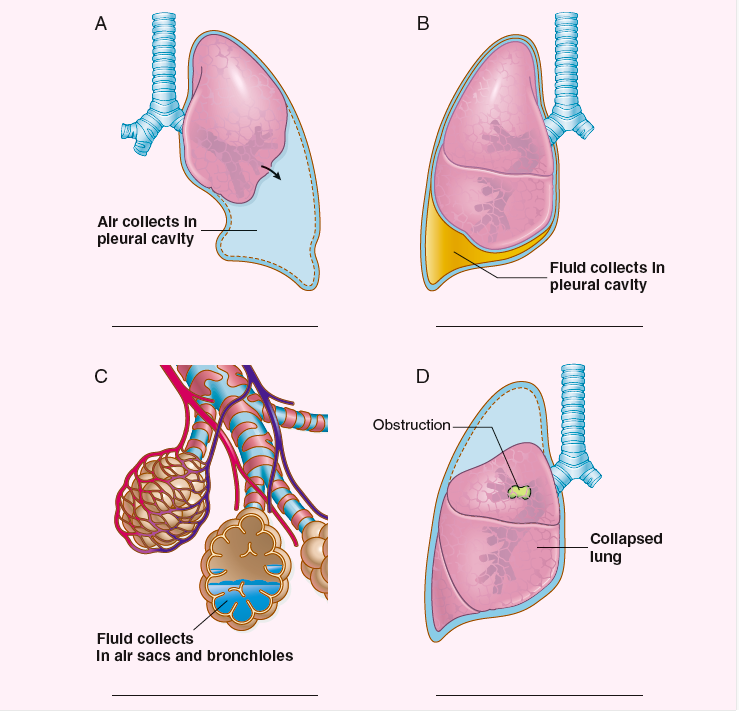 A
Air collects in
pleural cavity
B
Fluid collects in
pleural cavity
C
Fluid collects
in air sacs and bronchioles
D
Obstruction
Collapsed
lung